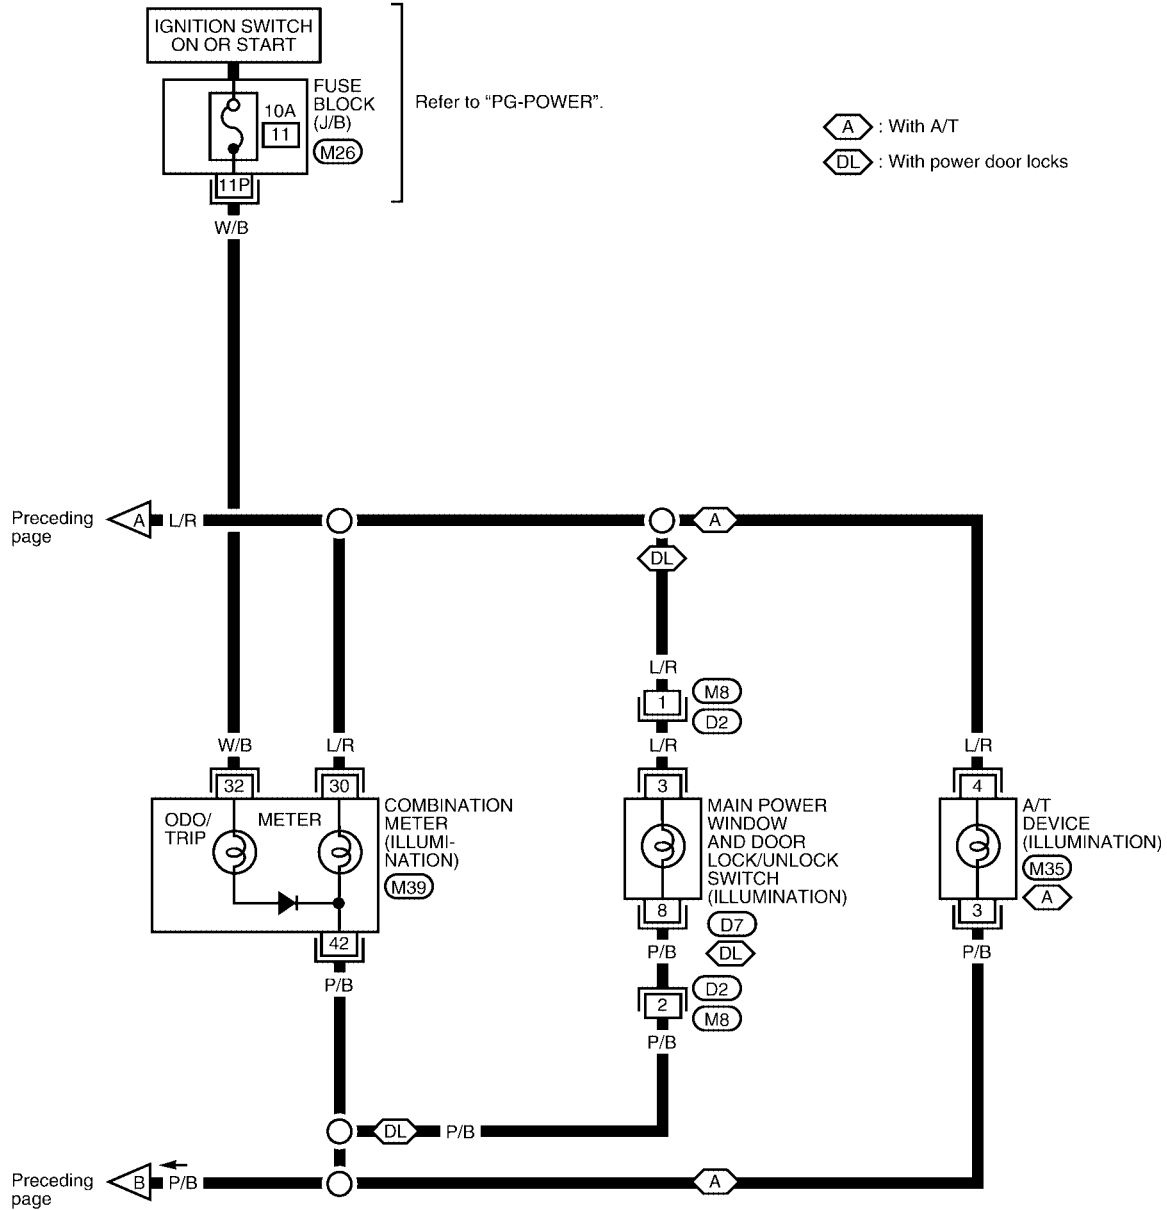 IGNITION SWITCH
ON OR START
FUSE
BLOCK
(J/B)
10A
11
M26
11P
W/B
Refer to “PG-POWER”.
A : With A/T
DL : With power door locks
Preceding
page
A
L/R
A
DL
L/R
1
M8
D2
W/B
L/R
L/R
L/R
32
30
3
4
ODO/
TRIP
METER
COMBINATION
METER
(ILLUMI-
NATION)
M39
MAIN POWER
WINDOW
AND DOOR
LOCK/UNLOCK
SWITCH
(ILLUMINATION)
A/T
DEVICE
(ILLUMINATION)
M35
A
8
3
D7
DL
42
P/B
P/B
P/B
2
D2
M8
P/B
DL
P/B
Preceding
page
B
P/B
A